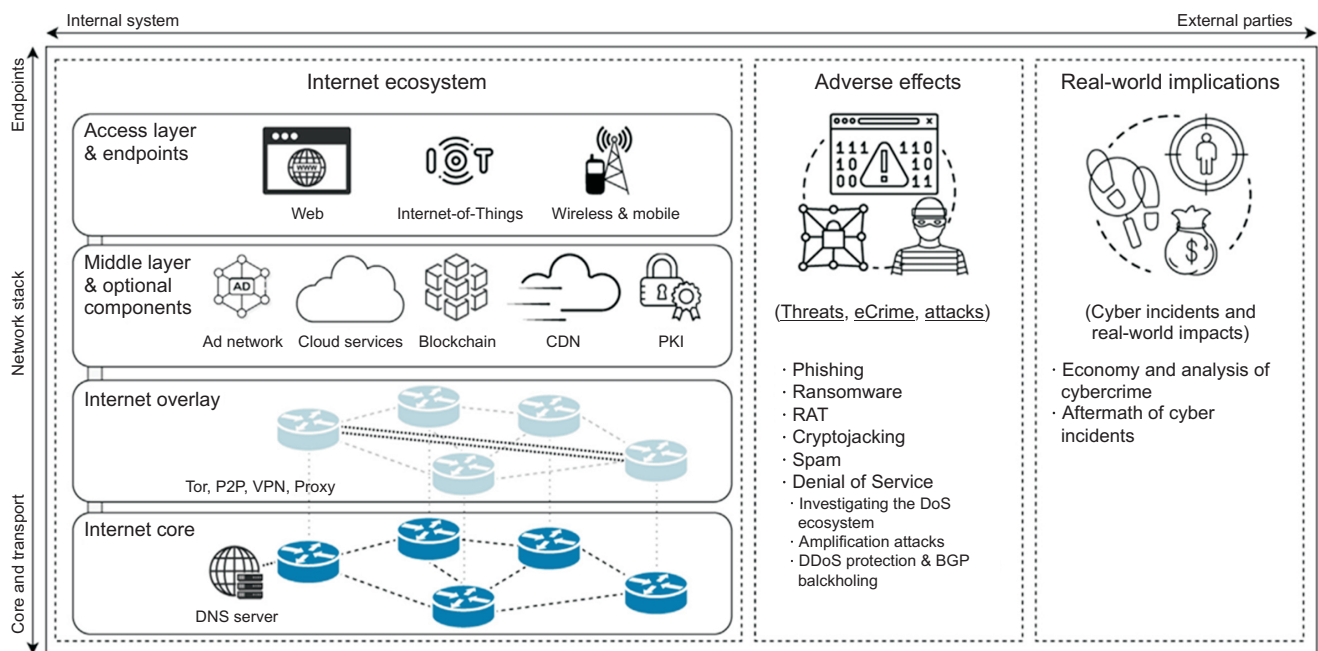 Internal system
External parties
Endpoints
Network stack
Core and transport
Internet ecosystem
Access layer
& endpoints
WWW
Web
IOT
Internet-of-Things
Wireless & mobile
Middle layer
& optional
components
AD
Ad network
Cloud services
Blockchain
CDN
PKI
Internet overlay
Tor, P2P, VPN, Proxy
Internet core
DNS server
Adverse effects
111 110
10 10
00 11
(Threats, eCrime, attacks)
· Phishing
· Ransomware
· RAT
· Cryptojacking
· Spam
· Denial of Service
· Investigating the DoS
ecosystem
· Amplification attacks
· DDoS protection & BGP
balckholing
Real-world implications
$
(Cyber incidents and
real-world impacts)
· Economy and analysis of
cybercrime
· Aftermath of cyber
incidents